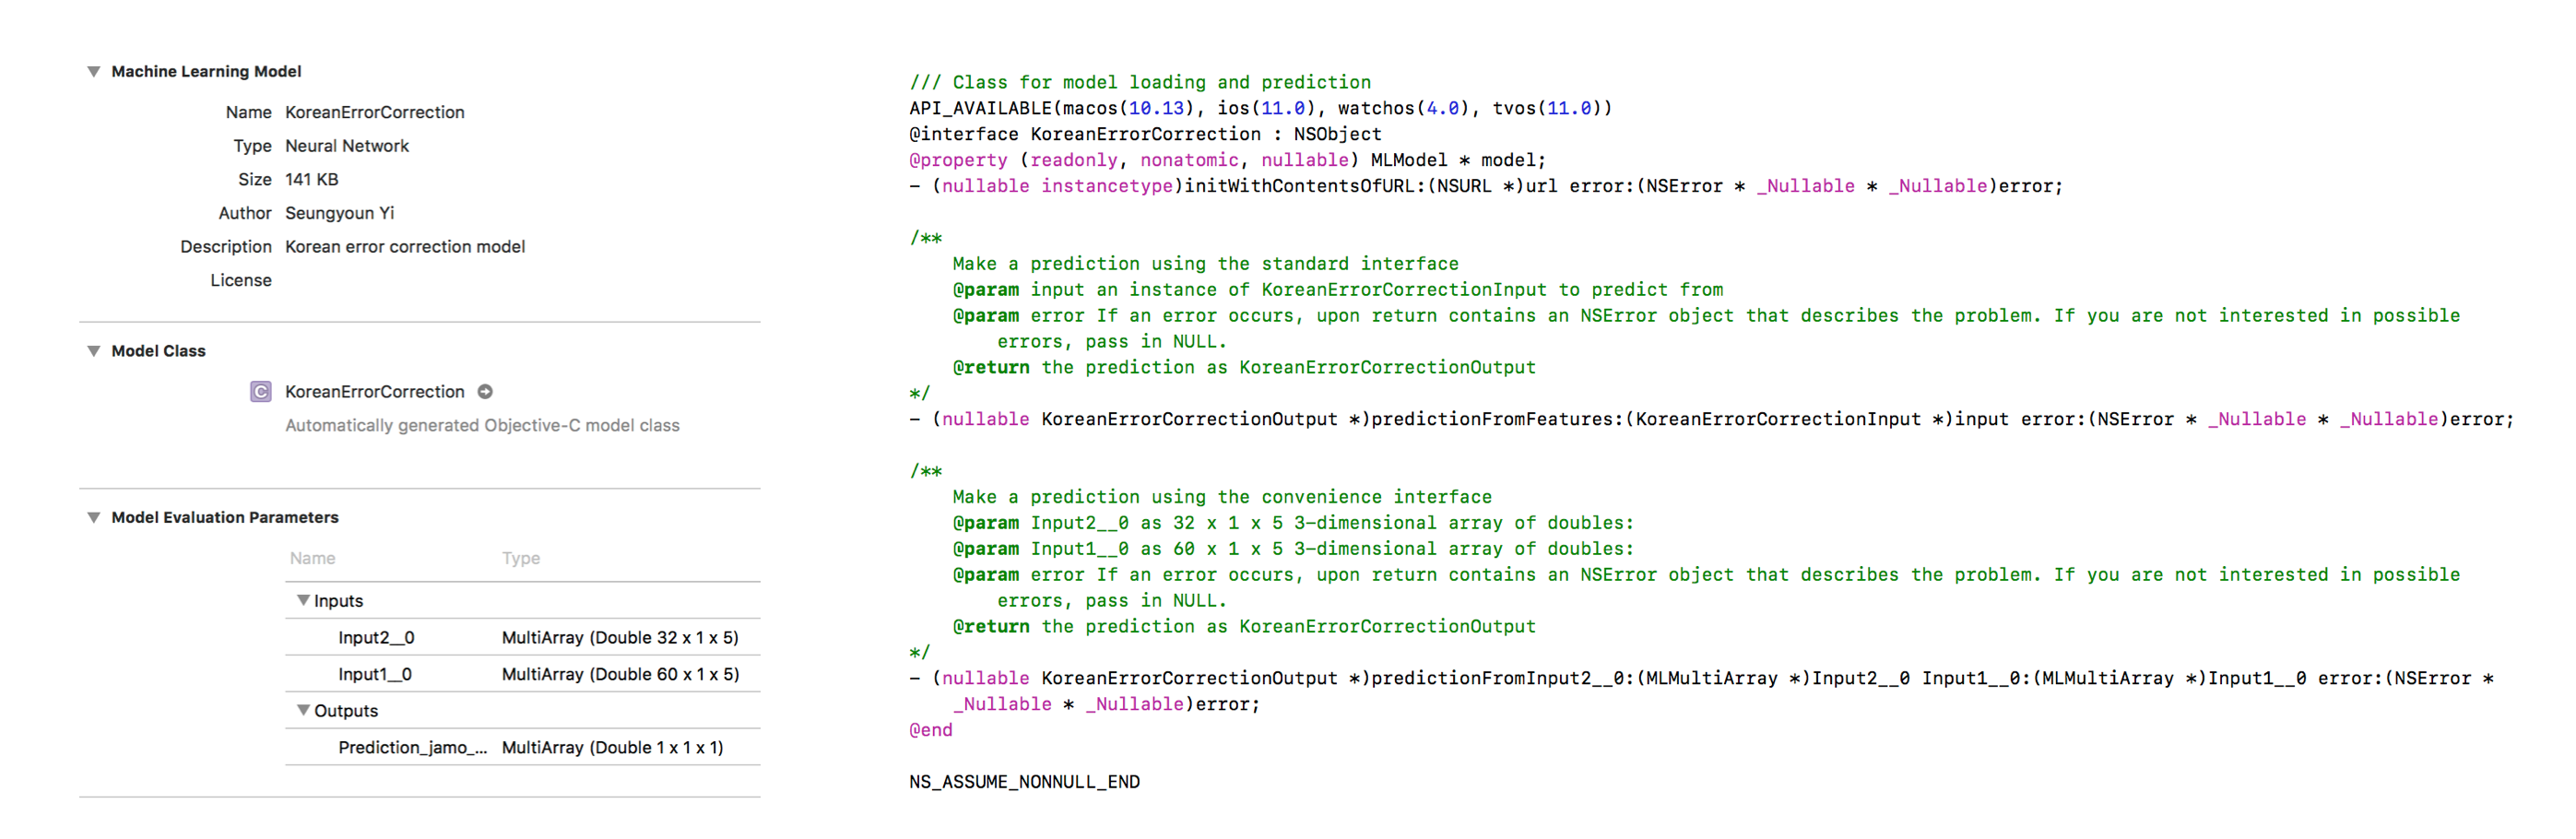 Machine Learning Model
Name KoreanErrorCorrection
Type Neural Network
Size 141 KB
Author Seungyoun Yi
Description Korean error correction model
License
Model Class
C KoreanErrorCorrection
Automatically generated Objective-C model class
Model Evaluation Parameters
Name Type
Inputs
Input2__0 MultiArray (Double 32 x 1 x 5)
Input1__0 MultiArray (Double 60 x 1 x 5)
Outputs
Prediction_jamo_... MultiArray (Double 1 x 1 x 1)
/// Class for model loading and prediction
API_AVAILABLE(macos(10.13), ios(11.0), watchos(4.0), tvos(11.0))
@interface KoreanErrorCorrection : NSObject
@property (readonly, nonatomic, nullable) MLModel * model;
- (nullable instancetype)initWithContentsOfURL:(NSURL *)url error:(NSError * _Nullable * _Nullable)error;
/**
Make a prediction using the standard interface
@param input an instance of KoreanErrorCorrectionInput to predict from
@param error If an error occurs, upon return contains an NSError object that describes the problem. If you are not interested in possible
errors, pass in NULL.
@return the prediction as KoreanErrorCorrectionOutput
*/
- (nullable KoreanErrorCorrectionOutput *)predictionFromFeatures:(KoreanErrorCorrectionInput *)input error:(NSError * _Nullable * _Nullable)error;
/**
Make a prediction using the convenience interface
@param Input2__0 as 32 x 1 x 5 3-dimensional array of doubles:
@param Input1__0 as 60 x 1 x 5 3-dimensional array of doubles:
@param error If an error occurs, upon return contains an NSError object that describes the problem. If you are not interested in possible
errors, pass in NULL.
@return the prediction as KoreanErrorCorrectionOutput
*/
- (nullable KoreanErrorCorrectionOutput *)predictionFromInput2__0:(MLMultiArray *)Input2__0 Input1__0:(MLMultiArray *)Input1__0 error:(NSError *
_Nullable * _Nullable)error;
@end
NS_ASSUME_NONNULL_END